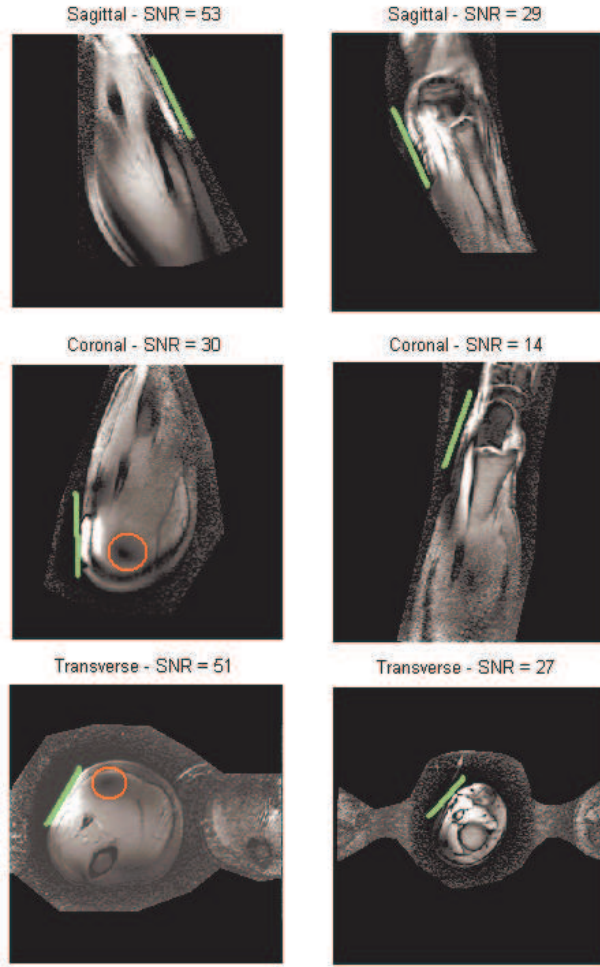 Sagittal - SNR = 53
Sagittal - SNR = 29
Coronal - SNR = 30
Coronal - SNR = 14
Transverse - SNR = 51
Transverse - SNR = 27